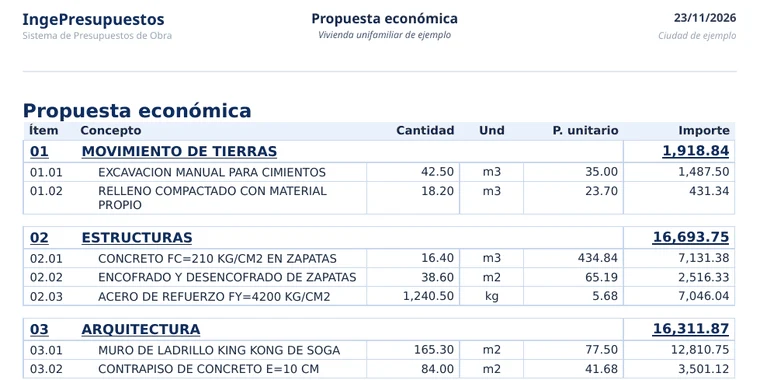 IngePresupuestos Propuesta económica 23/11/2026
Sistema de Presupuestos de Obra Vivienda unifamiliar de ejemplo Ciudad de ejemplo
Propuesta económica
Ítem Concepto Cantidad Und P. unitario Importe
01 MOVIMIENTO DE TIERRAS 1,918.84
01.01 EXCAVACION MANUAL PARA CIMIENTOS 42.50 m3 35.00 1,487.50
01.02 RELLENO COMPACTADO CON MATERIAL 18.20 m3 23.70 431.34
PROPIO
02 ESTRUCTURAS 16,693.75
02.01 CONCRETO FC=210 KG/CM2 EN ZAPATAS 16.40 m3 434.84 7,131.38
02.02 ENCOFRADO Y DESENCOFRADO DE ZAPATAS 38.60 m2 65.19 2,516.33
02.03 ACERO DE REFUERZO FY=4200 KG/CM2 1,240.50 kg 5.68 7,046.04
03 ARQUITECTURA 16,311.87
03.01 MURO DE LADRILLO KING KONG DE SOGA 165.30 m2 77.50 12,810.75
03.02 CONTRAPISO DE CONCRETO E=10 CM 84.00 m2 41.68 3,501.12